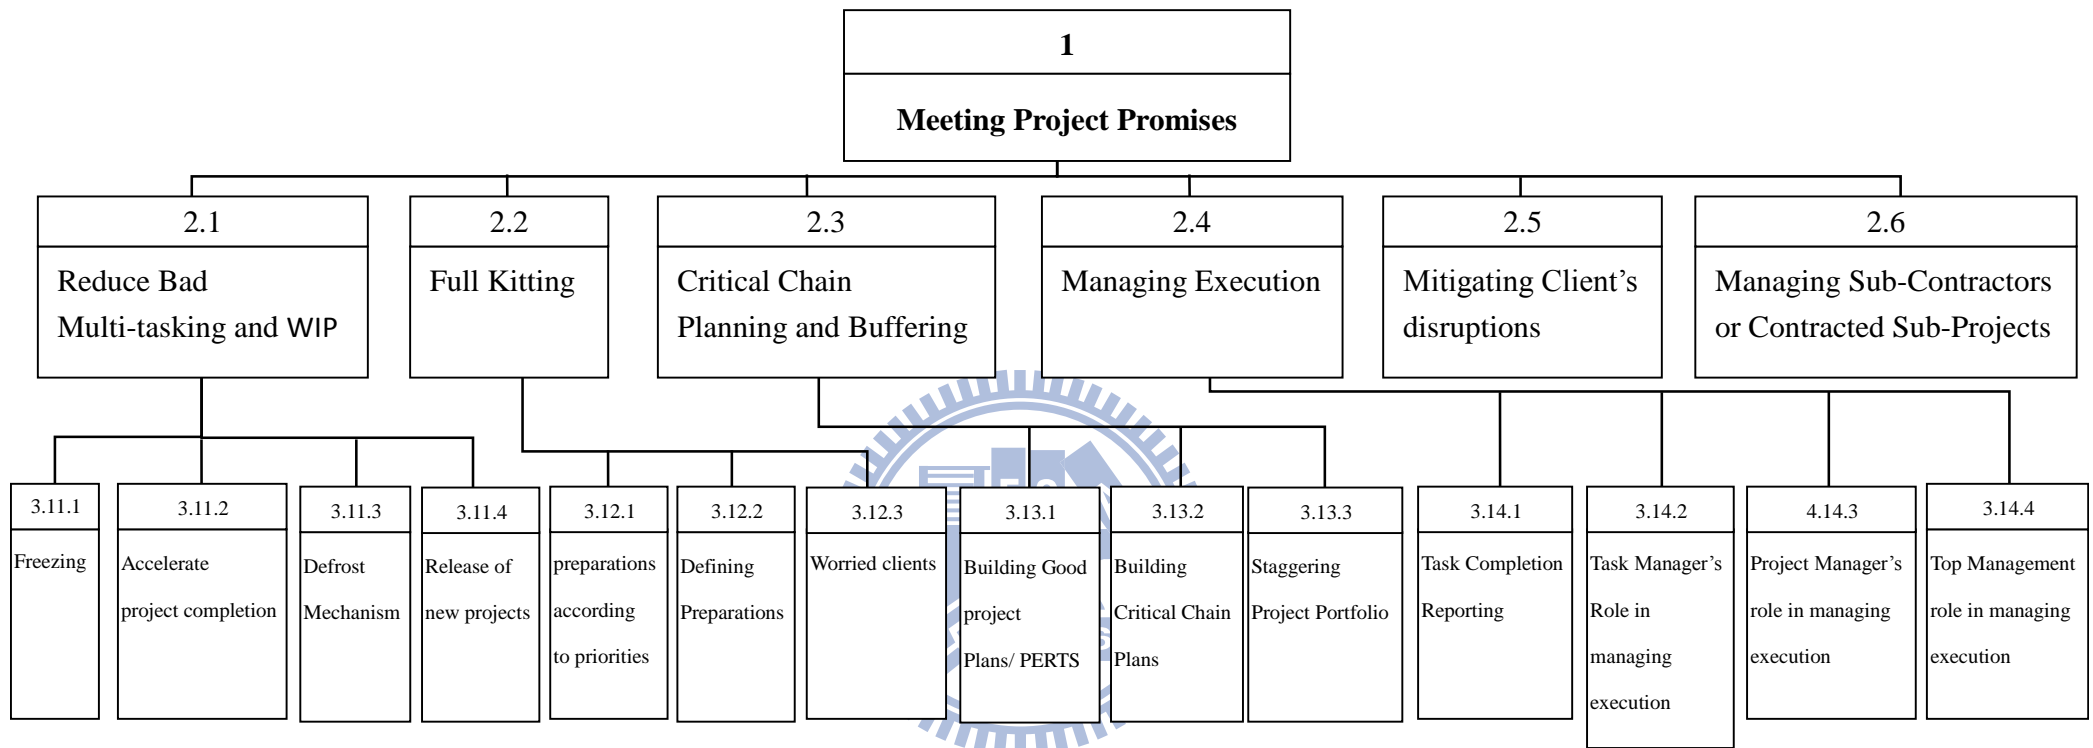 1
Meeting Project Promises
2.1
Reduce Bad
Multi-tasking and WIP
2.2
Full Kitting
2.3
Critical Chain
Planning and Buffering
2.4
Managing Execution
2.5
Mitigating Client’s
disruptions
2.6
Managing Sub-Contractors
or Contracted Sub-Projects
3.11.1
Freezing
3.11.2
Accelerate
project completion
3.11.3
Defrost
Mechanism
3.11.4
Release of
new projects
3.12.1
preparations
according
to priorities
3.12.2
Defining
Preparations
3.12.3
Worried clients
3.13.1
Building Good
project
Plans/ PERTS
3.13.2
Building
Critical Chain
Plans
3.13.3
Staggering
Project Portfolio
3.14.1
Task Completion
Reporting
3.14.2
Task Manager’s
Role in
managing
execution
4.14.3
Project Manager’s
role in managing
execution
3.14.4
Top Management
role in managing
execution